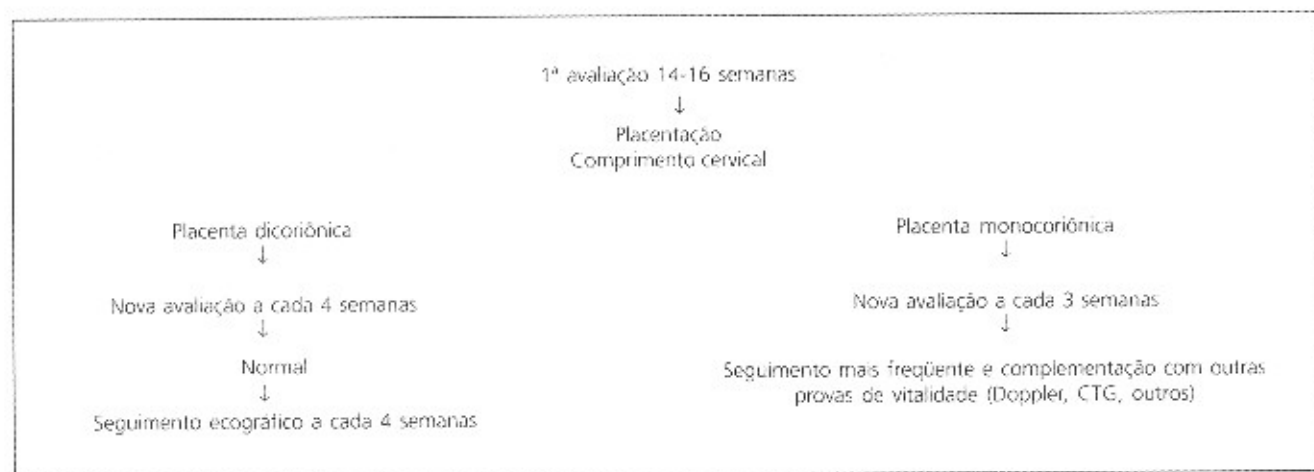 1ª avaliação 14-16 semanas
↓
Placentação
Comprimento cervical
Placenta dicoriônica
↓
Nova avaliação a cada 4 semanas
↓
Normal
↓
Seguimento ecográfico a cada 4 semanas
Placenta monocoriônica
↓
Nova avaliação a cada 3 semanas
↓
Seguimento mais freqüente e complementação com outras
provas de vitalidade (Doppler, CTG, outros)